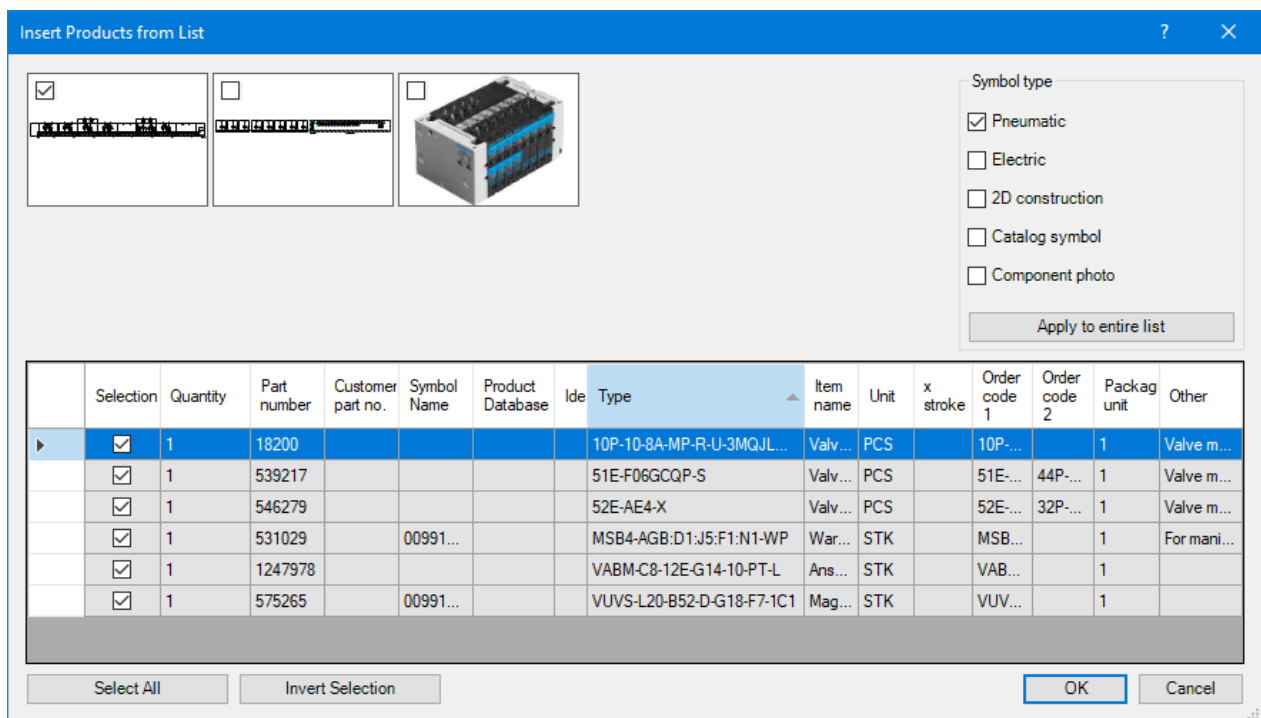 Insert Products from List
Symbol type
Pneumatic
Electric
2D construction
Catalog symbol
Component photo
Apply to entire list
Selection Quantity Part number Customer part no. Symbol Name Product Database Ide Type Item name Unit x stroke Order code 1 Order code 2 Packag unit Other
1 18200 10P-10-8A-MP-R-U-3MQJL... Valv... PCS 10P-... 1 Valve m...
1 539217 51E-F06GCQP-S Valv... PCS 51E-... 44P-... 1 Valve m...
1 546279 52E-AE4-X Valv... PCS 52E-... 32P-... 1 Valve m...
1 531029 00991... MSB4-AGB:D1:J5:F1:N1-WP War... STK MSB... 1 For mani...
1 1247978 VABM-C8-12E-G14-10-PT-L Ans... STK VAB... 1
1 575265 00991... VUVS-L20-B52-D-G18-F7-1C1 Mag... STK VUV... 1
Select All Invert Selection OK Cancel